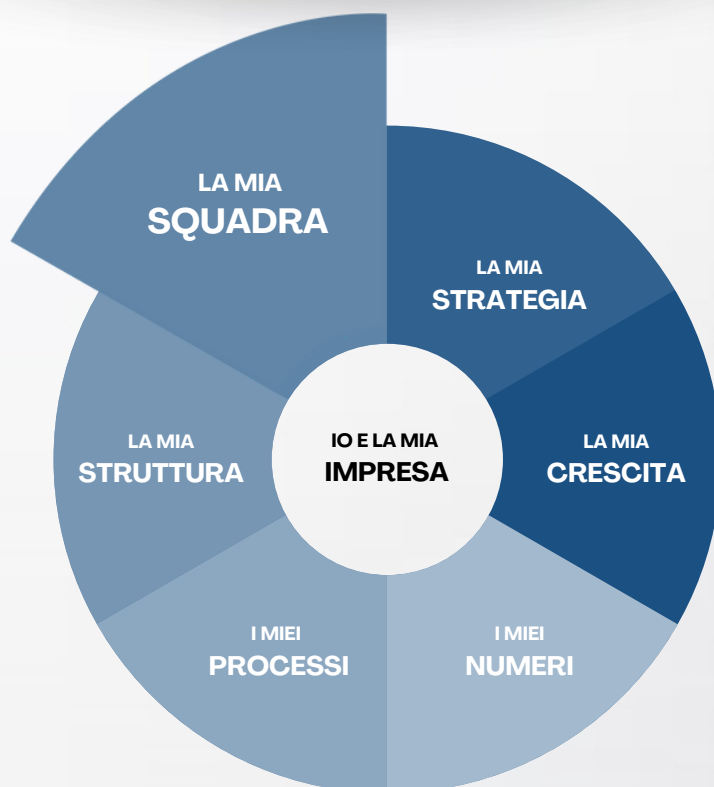 LA MIA
SQUADRA
LA MIA
STRATEGIA
LA MIA
STRUTTURA
IO E LA MIA
IMPRESA
LA MIA
CRESCITA
I MIEI
PROCESSI
I MIEI
NUMERI